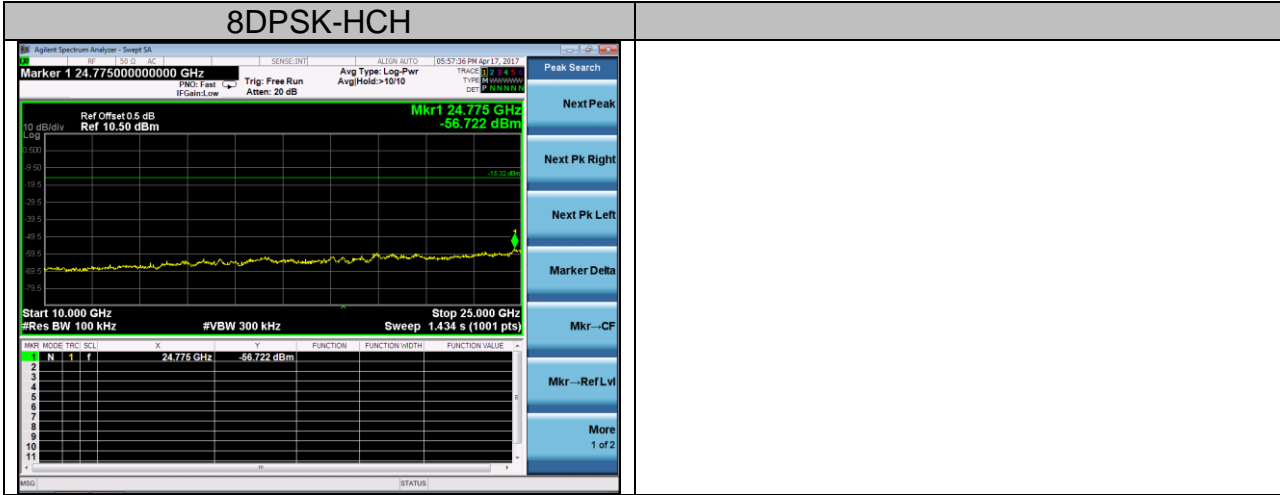 8DPSK-HCH
Agilent Spectrum Analyzer - Swept SA
RF 50 Ω AC SENSE:INT ALIGN AUTO 05:57:36 PM Apr 17, 2017
Marker 1 24.775000000000 GHz
PNO: Fast
IFGain:Low
Trig: Free Run
Atten: 20 dB
Avg Type: Log-Pwr
Avg|Hold:>10/10
TRACE 1 2 3 4 5 6
TYPE M WWWWW
DET P N N N N N
Peak Search
Next Peak
Next Pk Right
Next Pk Left
Marker Delta
Mkr→CF
Mkr→Ref Lvl
More
1 of 2
Mkr1 24.775 GHz
-56.722 dBm
Ref Offset 0.5 dB
10 dB/div Ref 10.50 dBm
Log
0.500
-9.50
-15.32 dBm
-19.5
-29.5
-39.5
-49.5
1
-59.5
-69.5
-79.5
Start 10.000 GHz Stop 25.000 GHz
#Res BW 100 kHz #VBW 300 kHz Sweep 1.434 s (1001 pts)
MKR MODE TRC SCL X Y FUNCTION FUNCTION WIDTH FUNCTION VALUE
1 N 1 f 24.775 GHz -56.722 dBm
2
3
4
5
6
7
8
9
10
11
MSG STATUS